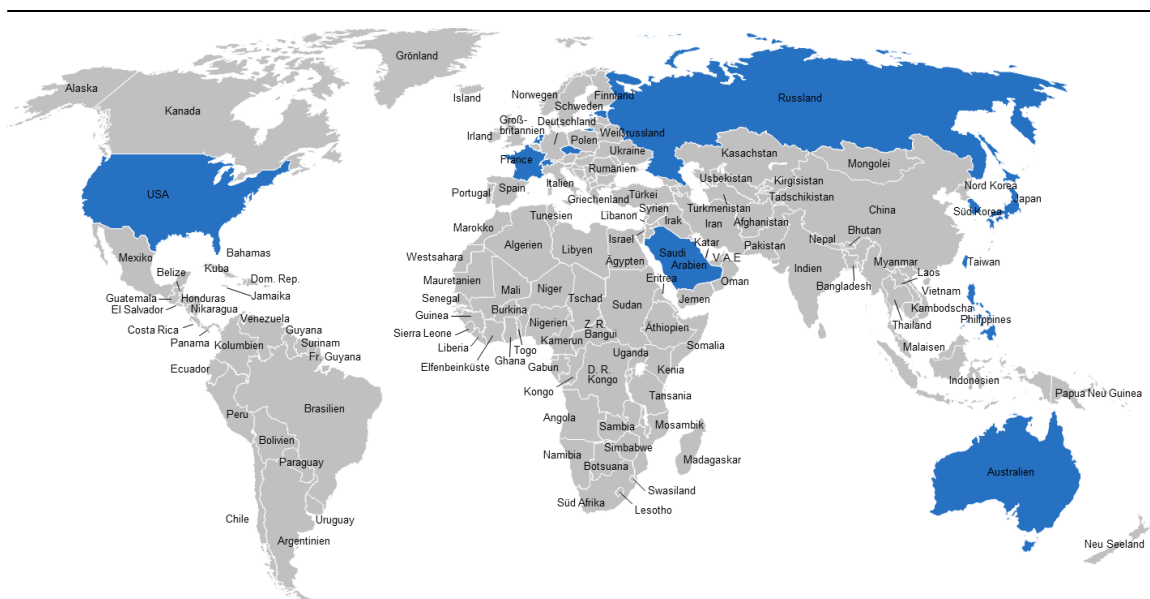 Grönland
Alaska
Kanada
Island
Norwegen
Finnland
Schweden
Russland
Groß-
britannien
Deutschland
Irland
Polen
Weißrussland
Ukraine
France
Kasachstan
Mongolei
Rumänien
USA
Italien
Usbekistan
Kirgisistan
Nord Korea
Portugal
Spain
Griechenland
Türkei
Tadschikistan
Japan
Turkmenistan
Süd Korea
China
Tunesien
Syrien
Libanon
Irak
Iran
Afghanistan
Marokko
Bhutan
Israel
Katar
Nepal
Pakistan
Algerien
Libyen
Ägypten
Saudi
Arabien
V.A.E
Bahamas
Mexiko
Westsahara
Taiwan
Belize
Kuba
Dom. Rep.
Mauretanien
Mali
Niger
Tschad
Eritrea
Oman
Indien
Myanmar
Laos
Bangladesh
Vietnam
Guatemala
Honduras
Jamaika
Senegal
Sudan
Jemen
El Salvador
Nikaragua
Burkina
Kambodscha
Guinea
Venezuela
Philppines
Costa Rica
Guyana
Sierra Leone
Nigerien
Z. R.
Bangui
Äthiopien
Thailand
Panama
Kolumbien
Surinam
Liberia
Togo
Kamerun
Somalia
Malaisen
Fr. Guyana
Elfenbeinküste
Ghana
Uganda
Ecuador
Gabun
D. R.
Kongo
Kenia
Indonesien
Kongo
Tansania
Papua Neu Guinea
Peru
Brasilien
Angola
Sambia
Mosambik
Bolivien
Simbabwe
Namibia
Botsuana
Madagaskar
Paraguay
Australien
Swasiland
Süd Afrika
Lesotho
Chile
Uruguay
Argentinien
Neu Seeland